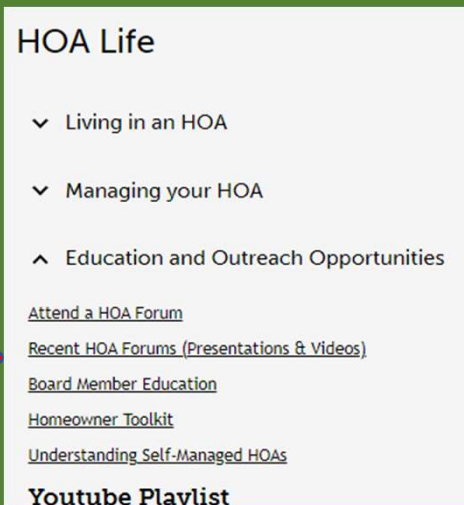 HOA Life
Living in an HOA
Managing your HOA
Education and Outreach Opportunities
Attend a HOA Forum
Recent HOA Forums (Presentations & Videos)
Board Member Education
Homeowner Toolkit
Understanding Self-Managed HOAs
Youtube Playlist